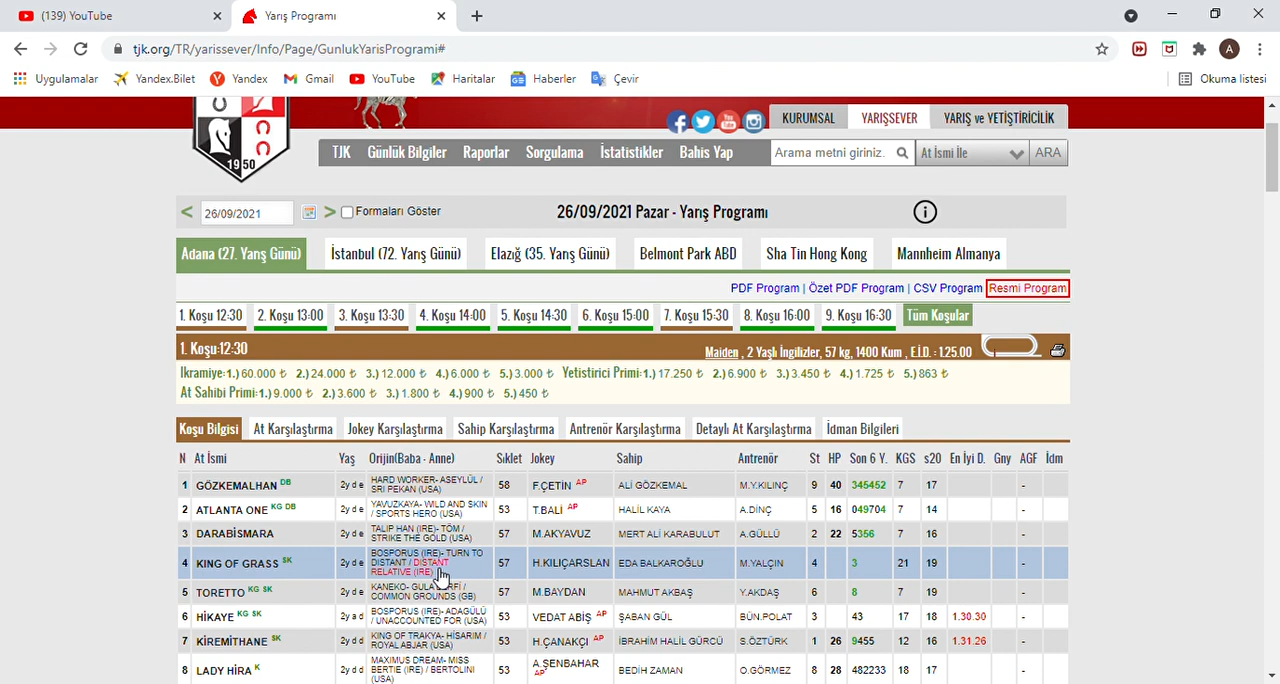 (139) YouTube
Yarış Programı
tjk.org/TR/yarissever/Info/Page/GunlukYarisProgrami#
A
Uygulamalar Yandex.Bilet Yandex Gmail YouTube Haritalar Haberler Çevir Okuma listesi
1950
KURUMSAL YARIŞSEVER YARIŞ ve YETİŞTİRİCİLİK
TJK Günlük Bilgiler Raporlar Sorgulama İstatistikler Bahis Yap Arama metni giriniz. At İsmi İle ARA
< 26/09/2021 > Formaları Göster 26/09/2021 Pazar - Yarış Programı
Adana (27. Yarış Günü) İstanbul (72. Yarış Günü) Elazığ (35. Yarış Günü) Belmont Park ABD Sha Tin Hong Kong Mannheim Almanya
PDF Program | Özet PDF Program | CSV Program Resmi Program
1. Koşu 12:30 2. Koşu 13:00 3. Koşu 13:30 4. Koşu 14:00 5. Koşu 14:30 6. Koşu 15:00 7. Koşu 15:30 8. Koşu 16:00 9. Koşu 16:30 Tüm Koşular
1. Koşu:12:30 Maiden , 2 Yaşlı İngilizler, 57 kg, 1400 Kum , E.İ.D. : 1.25.00
Ikramiye:1.) 60.000 ₺ 2.) 24.000 ₺ 3.) 12.000 ₺ 4.) 6.000 ₺ 5.) 3.000 ₺ Yetistirici Primi:1.) 17.250 ₺ 2.) 6.900 ₺ 3.) 3.450 ₺ 4.) 1.725 ₺ 5.) 863 ₺
At Sahibi Primi:1.) 9.000 ₺ 2.) 3.600 ₺ 3.) 1.800 ₺ 4.) 900 ₺ 5.) 450 ₺
Koşu Bilgisi At Karşılaştırma Jokey Karşılaştırma Sahip Karşılaştırma Antrenör Karşılaştırma Detaylı At Karşılaştırma İdman Bilgileri
N At İsmi Yaş Orijin(Baba - Anne) Sıklet Jokey Sahip Antrenör St HP Son 6 Y. KGS s20 En İyi D. Gny AGF İdm
1 GÖZKEMALHAN DB 2y d e HARD WORKER- ASEYLÜL / SRI PEKAN (USA) 58 F.ÇETİN AP ALİ GÖZKEMAL M.Y.KILINÇ 9 40 345452 7 17 -
2 ATLANTA ONE KG DB 2y d e YAVUZKAYA- WILD AND SKIN / SPORTS HERO (USA) 53 T.BALİ AP HALİL KAYA A.DİNÇ 5 16 049704 7 14 -
3 DARABİSMARA 2y d e TALIP HAN (IRE)- TÖM / STRIKE THE GOLD (USA) 57 M.AKYAVUZ MERT ALİ KARABULUT A.GÜLLÜ 2 22 5356 7 16 -
4 KING OF GRASS SK 2y d e BOSPORUS (IRE)- TURN TO DISTANT / DISTANT RELATIVE (IRE) 57 H.KILIÇARSLAN EDA BALKAROĞLU M.YALÇIN 4 3 21 19 -
5 TORETTO KG SK 2y d e KANEKO- COMMON GROUNDS (GB) 57 M.BAYDAN MAHMUT AKBAŞ Y.AKDAŞ 6 8 7 19 -
6 HİKAYE KG SK 2y a d BOSPORUS (IRE)- ADAGÜLÜ / UNACCOUNTED FOR (USA) 53 VEDAT ABİŞ AP ŞABAN GÜL BÜN.POLAT 3 43 17 18 1.30.30 -
7 KİREMİTHANE SK 2y d d KING OF TRAKYA- HİSARIM / ROYAL ABJAR (USA) 53 H.ÇANAKÇI AP İBRAHİM HALİL GÜRCÜ S.ÖZTÜRK 1 26 9455 12 16 1.31.26 -
8 LADY HİRA K 2y d d MAXIMUS DREAM- MISS BERTIE (IRE) / BERTOLINI (USA) 53 A.ŞENBAHAR AP BEDİH ZAMAN O.GÖRMEZ 8 28 482233 18 17 -